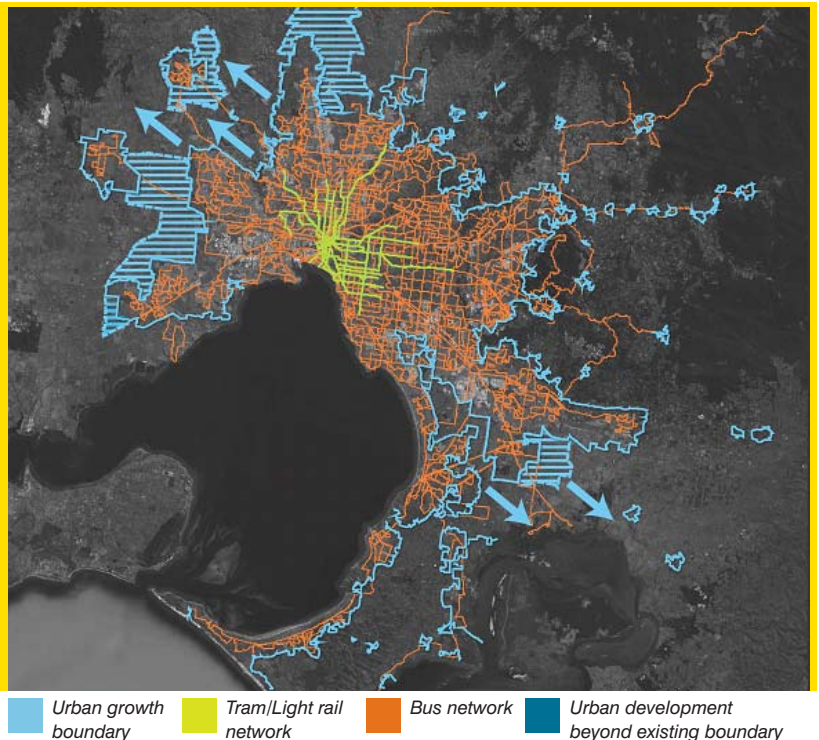 Urban growth
boundary
Tram/Light rail
network
Bus network
Urban development
beyond existing boundary